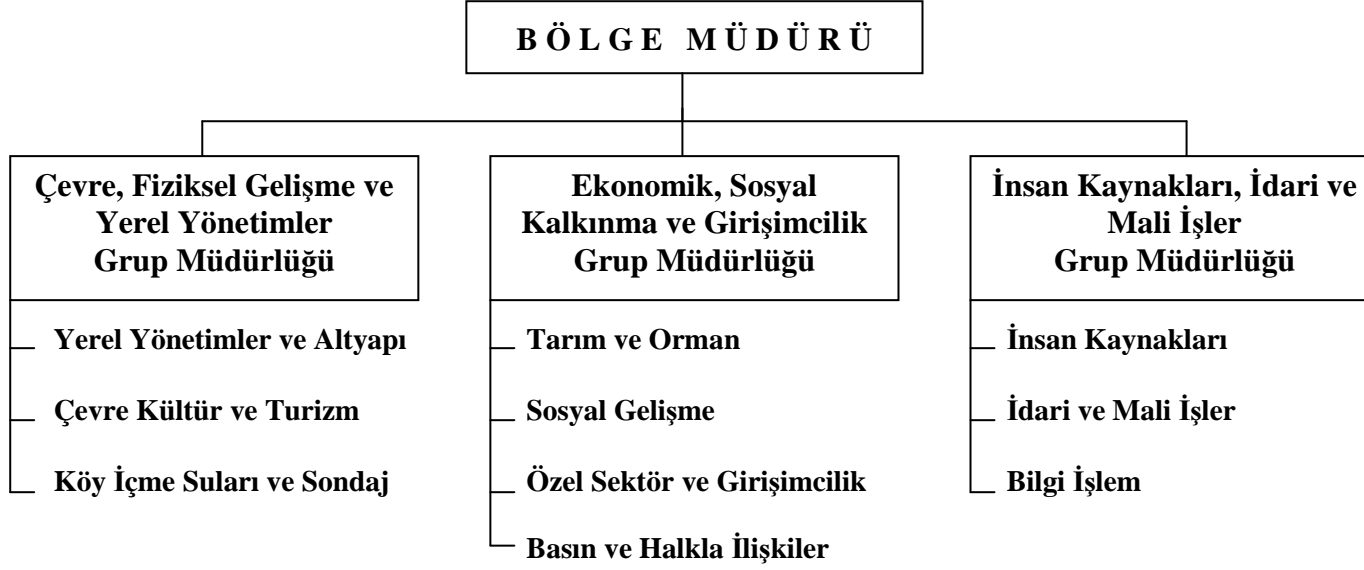 BÖLGE MÜDÜRÜ
Çevre, Fiziksel Gelişme ve
Yerel Yönetimler
Grup Müdürlüğü
Yerel Yönetimler ve Altyapı
Çevre Kültür ve Turizm
Köy İçme Suları ve Sondaj
Ekonomik, Sosyal
Kalkınma ve Girişimcilik
Grup Müdürlüğü
Tarım ve Orman
Sosyal Gelişme
Özel Sektör ve Girişimcilik
Basın ve Halkla İlişkiler
İnsan Kaynakları, İdari ve
Mali İşler
Grup Müdürlüğü
İnsan Kaynakları
İdari ve Mali İşler
Bilgi İşlem